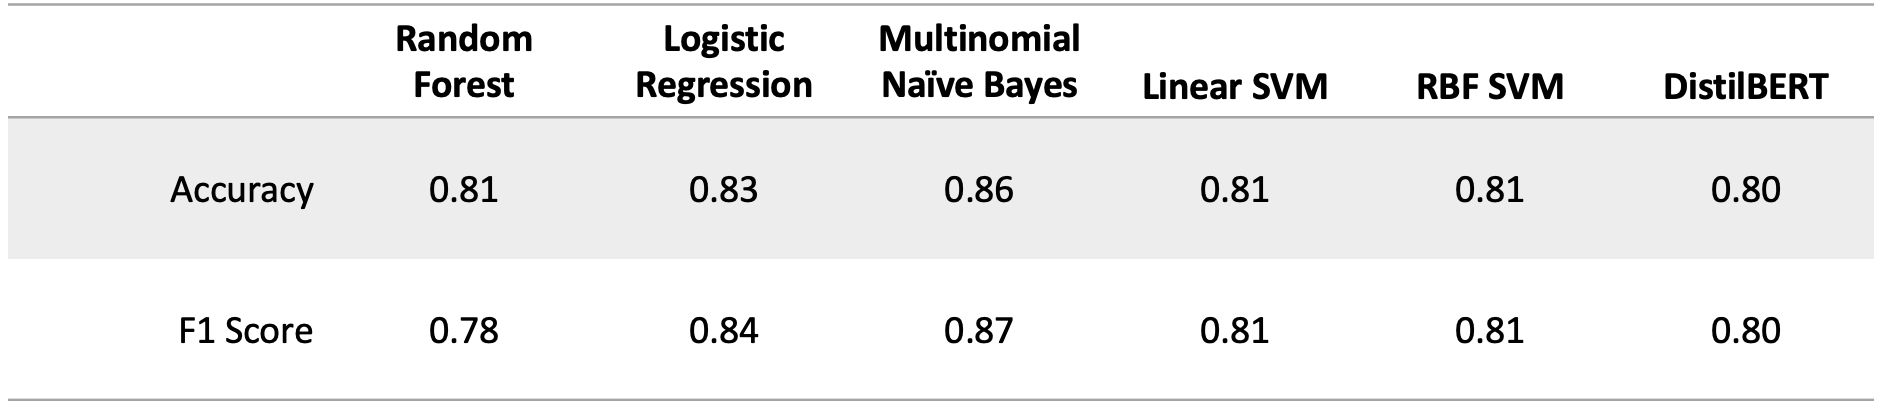 Random Forest Logistic Regression Multinomial Naïve Bayes Linear SVM RBF SVM DistilBERT
Accuracy 0.81 0.83 0.86 0.81 0.81 0.80
F1 Score 0.78 0.84 0.87 0.81 0.81 0.80